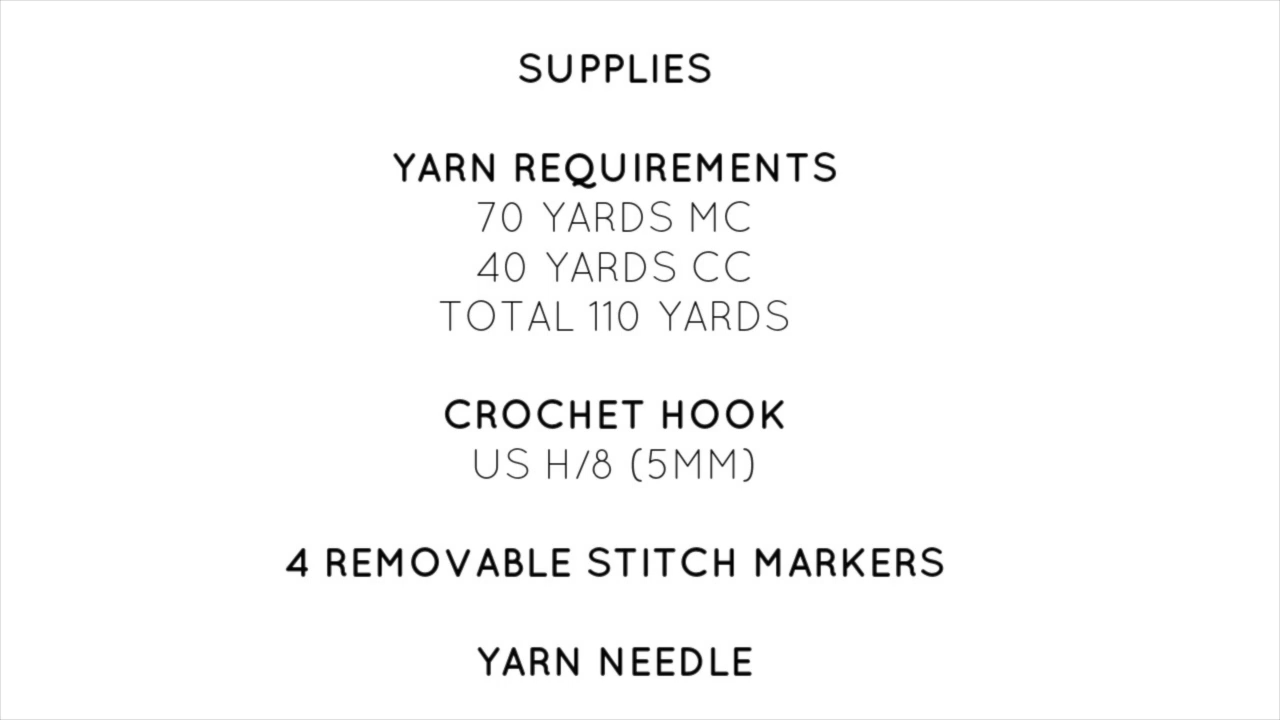 SUPPLIES
YARN REQUIREMENTS
70 YARDS MC
40 YARDS CC
TOTAL 110 YARDS
CROCHET HOOK
US H/8 (5MM)
4 REMOVABLE STITCH MARKERS
YARN NEEDLE